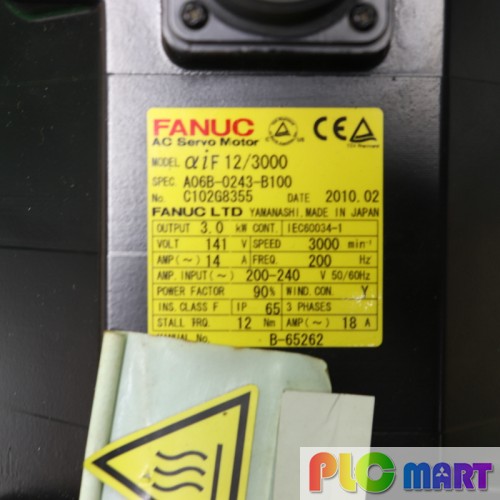 FANUC
AC Servo Motor
MODEL αiF 12/3000
SPEC. A06B-0243-B100
No. C102G8355 DATE 2010.02
FANUC LTD YAMANASHI, MADE IN JAPAN
OUTPUT 3.0 kW CONT. IEC60034-1
VOLT 141 V SPEED 3000 min⁻¹
AMP(~) 14 A FREQ. 200 Hz
AMP. INPUT(~) 200-240 V 50/60Hz
POWER FACTOR 90% WIND.CON. Y
INS.CLASS F IP 65 3 PHASES
STALL TRQ. 12 Nm AMP(~) 18 A
No. B-65262
PLC MART